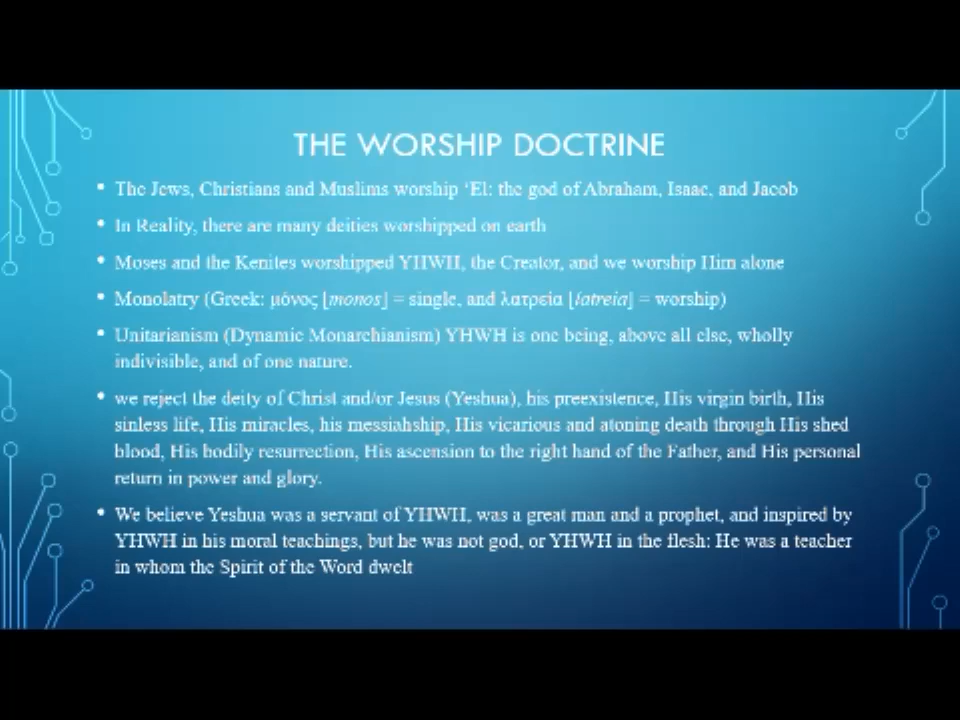 THE WORSHIP DOCTRINE
• The Jews, Christians and Muslims worship ‘El: the god of Abraham, Isaac, and Jacob
• In Reality, there are many deities worshipped on earth
• Moses and the Kenites worshipped YHWH, the Creator, and we worship Him alone
• Monolatry (Greek: μόνος [monos] = single, and λατρεία [latreia] = worship)
• Unitarianism (Dynamic Monarchianism) YHWH is one being, above all else, wholly
indivisible, and of one nature.
• we reject the deity of Christ and/or Jesus (Yeshua), his preexistence, His virgin birth, His
sinless life, His miracles, his messiahship, His vicarious and atoning death through His shed
blood, His bodily resurrection, His ascension to the right hand of the Father, and His personal
return in power and glory.
• We believe Yeshua was a servant of YHWH, was a great man and a prophet, and inspired by
YHWH in his moral teachings, but he was not god, or YHWH in the flesh: He was a teacher
in whom the Spirit of the Word dwelt